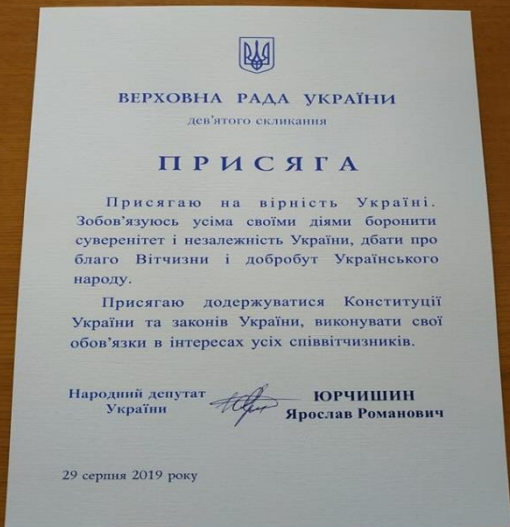 ВЕРХОВНА РАДА УКРАЇНИ
дев'ятого скликання
ПРИСЯГА
Присягаю на вірність Україні.
Зобов'язуюсь усіма своїми діями боронити
суверенітет і незалежність України, дбати про
благо Вітчизни і добробут Українського
народу.
Присягаю додержуватися Конституції
України та законів України, виконувати свої
обов'язки в інтересах усіх співвітчизників.
Народний депутат
України
ЮРЧИШИН
Ярослав Романович
29 серпня 2019 року